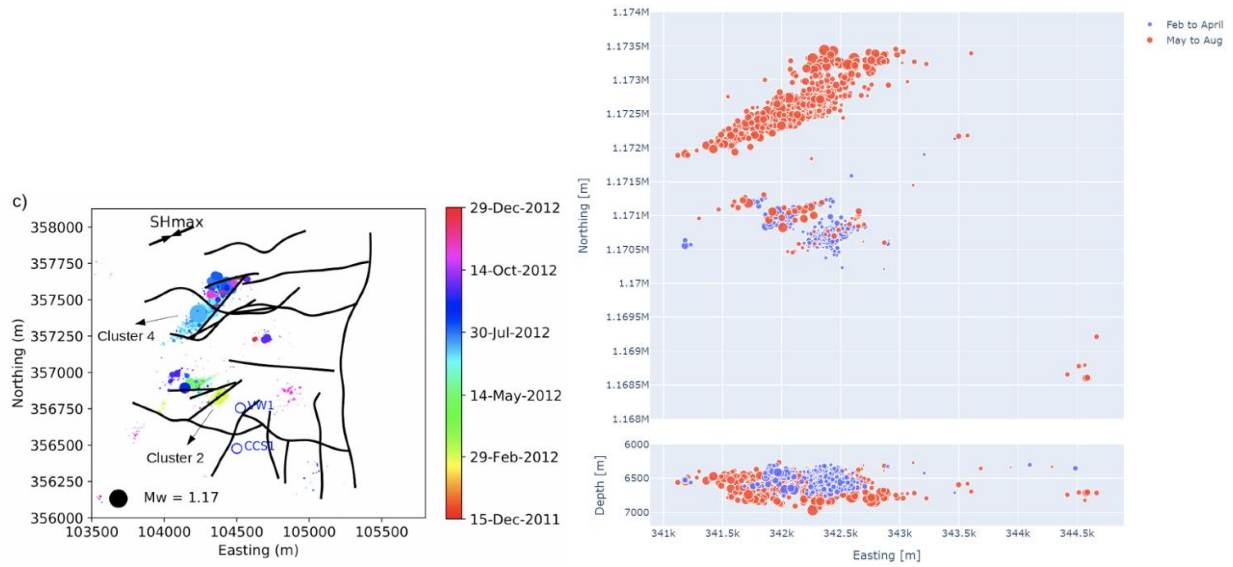 c)
SHmax
358000
357750
357500
357250
357000
356750
356500
356250
356000
Northing (m)
Cluster 4
Cluster 2
VW1
CCS1
Mw = 1.17
103500 104000 104500 105000 105500
Easting (m)
29-Dec-2012
14-Oct-2012
30-Jul-2012
14-May-2012
29-Feb-2012
15-Dec-2011
1.174M
1.1735M
1.173M
1.1725M
1.172M
1.1715M
1.171M
1.1705M
1.17M
1.1695M
1.169M
1.1685M
1.168M
Northing [m]
Feb to April
May to Aug
6000
6500
7000
Depth [m]
341k 341.5k 342k 342.5k 343k 343.5k 344k 344.5k
Easting [m]